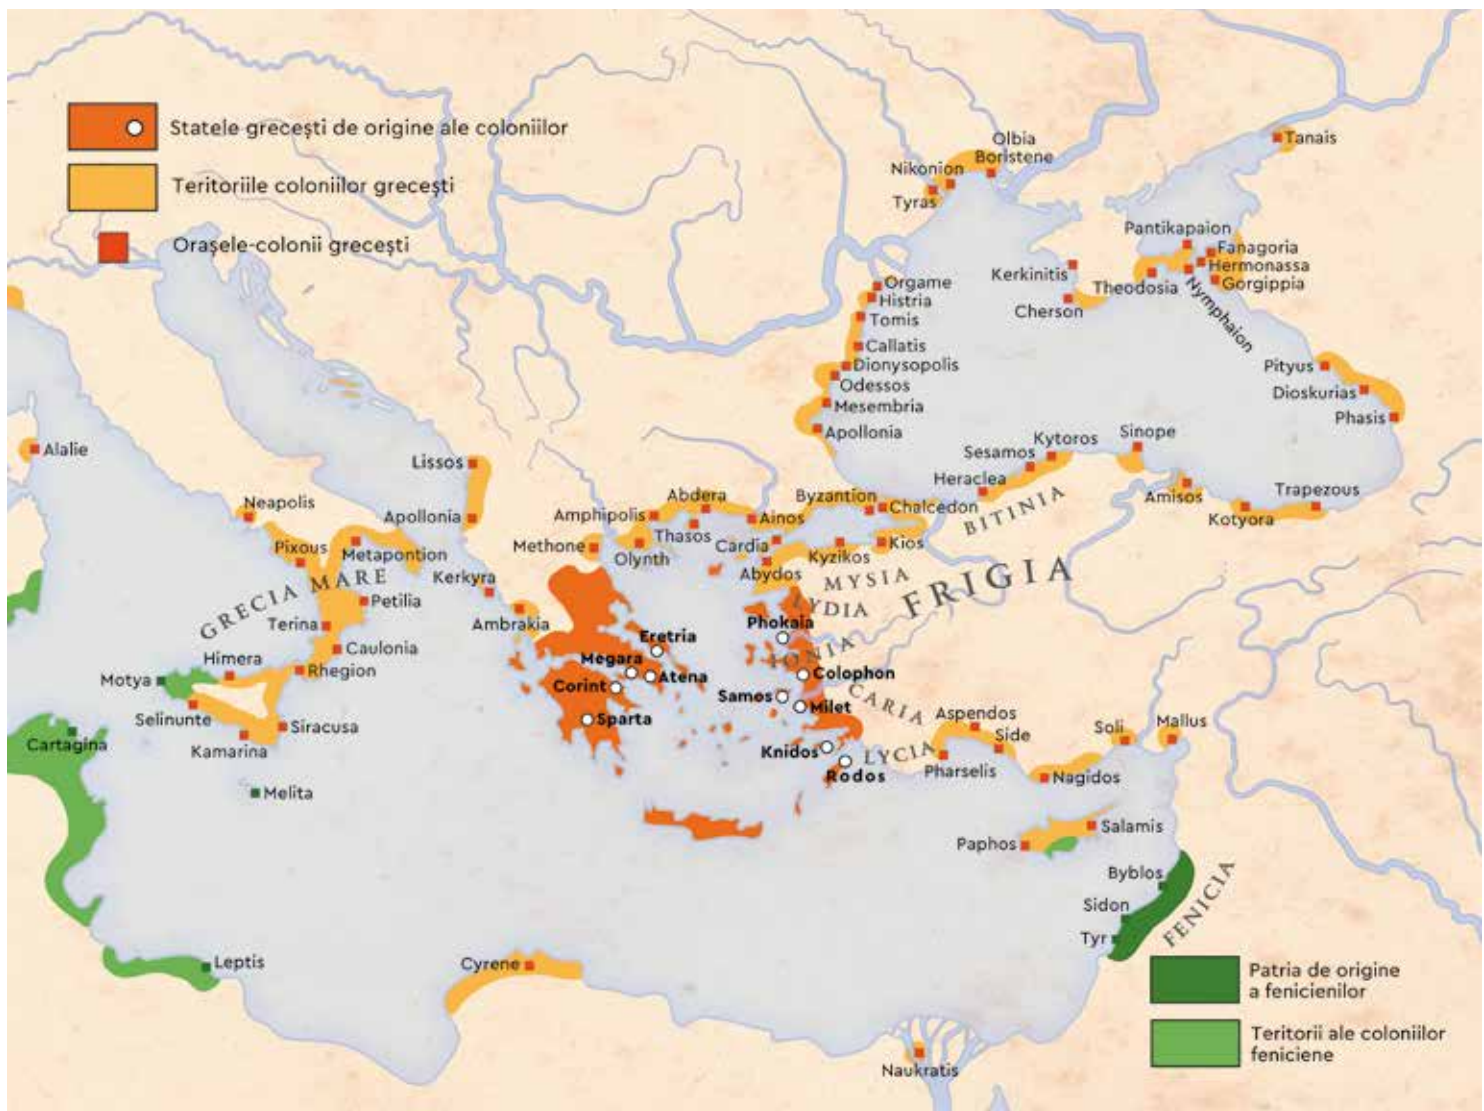 Statele grecești de origine ale coloniilor
Teritoriile coloniilor grecești
Orașele-colonii grecești
Tanais
Olbia
Boristene
Nikonion
Tyras
Pantikapaion
Fanagoria
Hermonassa
Gorgippia
Kerkinitis
Theodosia
Nymphaion
Cherson
Orgame
Histria
Tomis
Callatis
Dionysopolis
Odessos
Mesembria
Apollonia
Pityus
Dioskurias
Phasis
Sinope
Kytoros
Sesamos
Heraclea
Amisos
Trapezous
Kotyora
BITINIA
Alalie
Lissos
Neapolis
Apollonia
Pixous
Metapontion
GRECIA MARE
Petilia
Terina
Caulonia
Rhegion
Himera
Motya
Selinunte
Kamarina
Siracusa
Cartagina
Melita
Leptis
Cyrene
Kerkyra
Ambrakia
Methone
Amphipolis
Olynth
Abdera
Thasos
Ainos
Byzantion
Chalcedon
Cardia
Kyzikos
Kios
Abydos
MYSIA
LYDIA
FRIGIA
Phokaia
IONIA
Colophon
Eretria
Megara
Atena
Corint
Sparta
Samos
Milet
CARIA
Knidos
Rodos
LYCIA
Aspendos
Side
Pharselis
Soli
Mallus
Nagidos
Salamis
Paphos
Byblos
Sidon
Tyr
FENICIA
Naukratis
Patria de origine
a fenicienilor
Teritorii ale coloniilor
feniciene